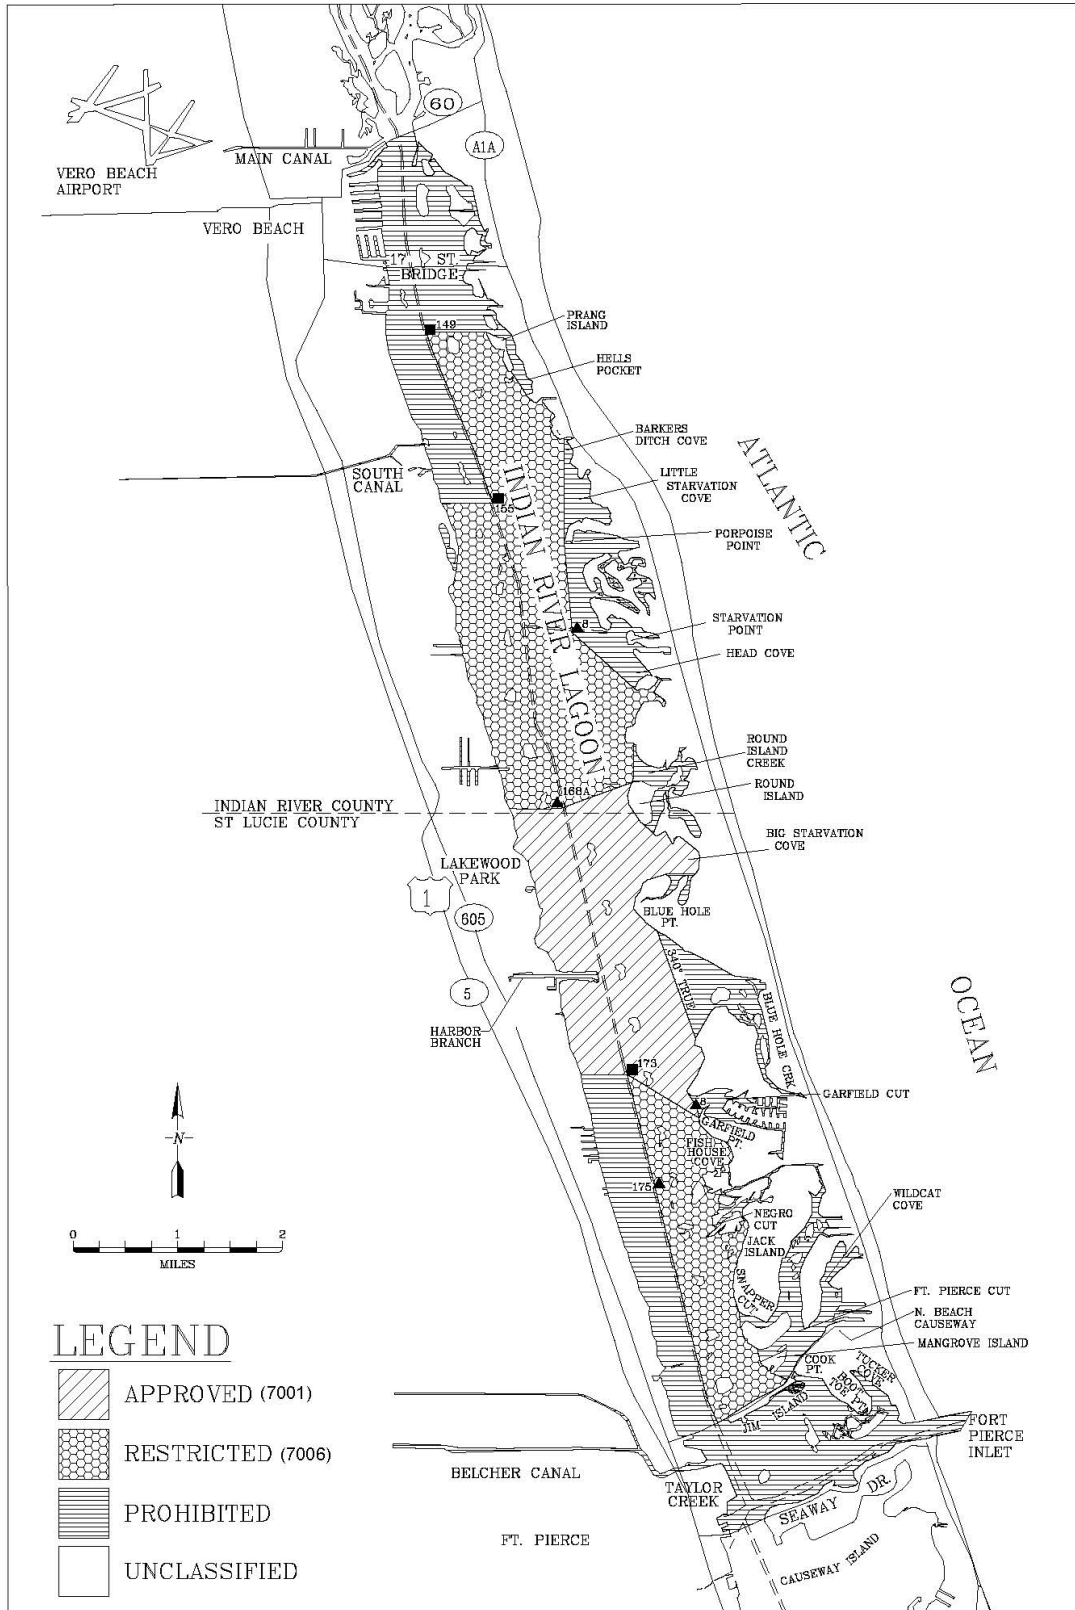 60
A1A
MAIN CANAL
VERO BEACH
AIRPORT
VERO BEACH
17 ST.
BRIDGE
149
PRANG
ISLAND
HELLS
POCKET
BARKERS
DITCH COVE
ATLANTIC
LITTLE
STARVATION
COVE
SOUTH
CANAL
155
INDIAN RIVER LAGOON
PORPOISE
POINT
8
STARVATION
POINT
HEAD COVE
ROUND
ISLAND
CREEK
168A
ROUND
ISLAND
INDIAN RIVER COUNTY
ST LUCIE COUNTY
BIG STARVATION
COVE
LAKEWOOD
PARK
1
605
BLUE HOLE
PT.
340° TRUE
5
OCEAN
HARBOR
BRANCH
BLUE HOLE CRK
173
GARFIELD CUT
8
GARFIELD
PT.
FISH
HOUSE
COVE
N
175
WILDCAT
COVE
NEGRO
CUT
JACK
ISLAND
0 1 2
MILES
SNAPPER
CUT
FT. PIERCE CUT
N. BEACH
CAUSEWAY
MANGROVE ISLAND
COOK
PT.
TUCKER
COVE
BOOT
TOE PT.
JIM ISLAND
FORT
PIERCE
INLET
LEGEND
APPROVED (7001)
RESTRICTED (7006)
PROHIBITED
UNCLASSIFIED
BELCHER CANAL
TAYLOR
CREEK
SEAWAY DR.
FT. PIERCE
CAUSEWAY ISLAND